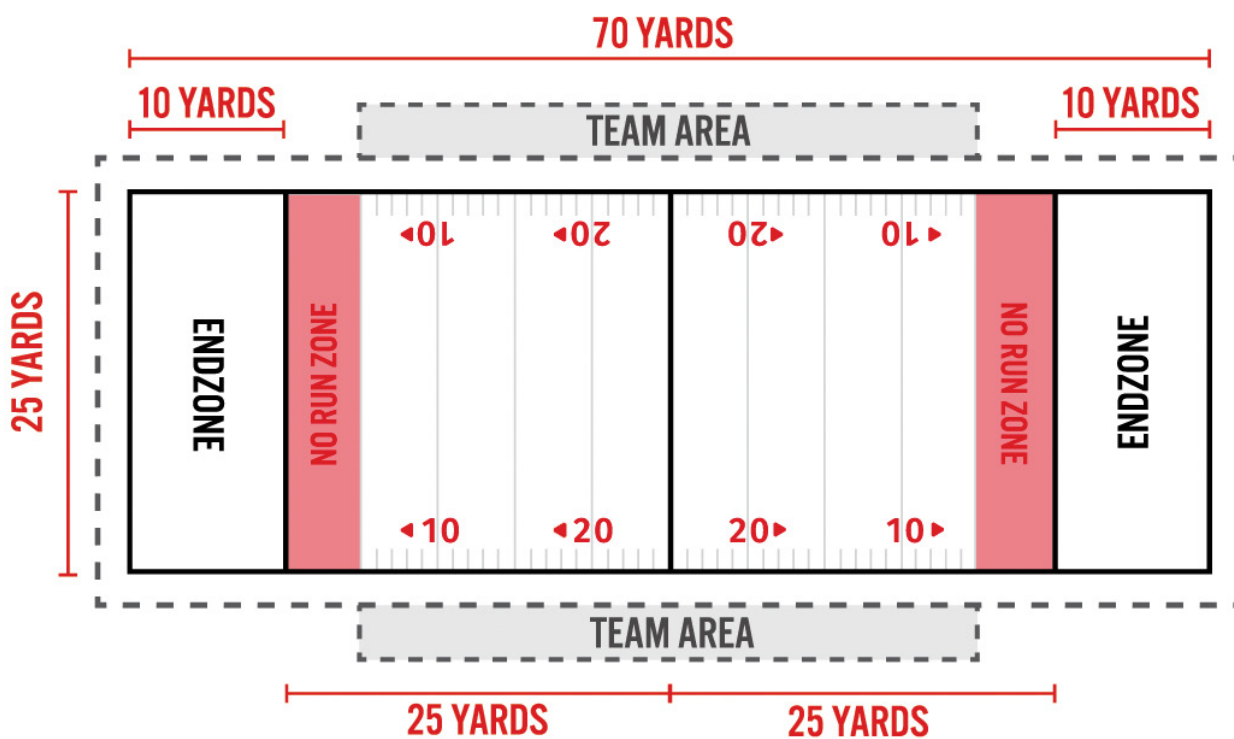 70 YARDS
10 YARDS
10 YARDS
TEAM AREA
10
20
20
10
25 YARDS
ENDZONE
NO RUN ZONE
NO RUN ZONE
ENDZONE
10
20
20
10
TEAM AREA
25 YARDS
25 YARDS